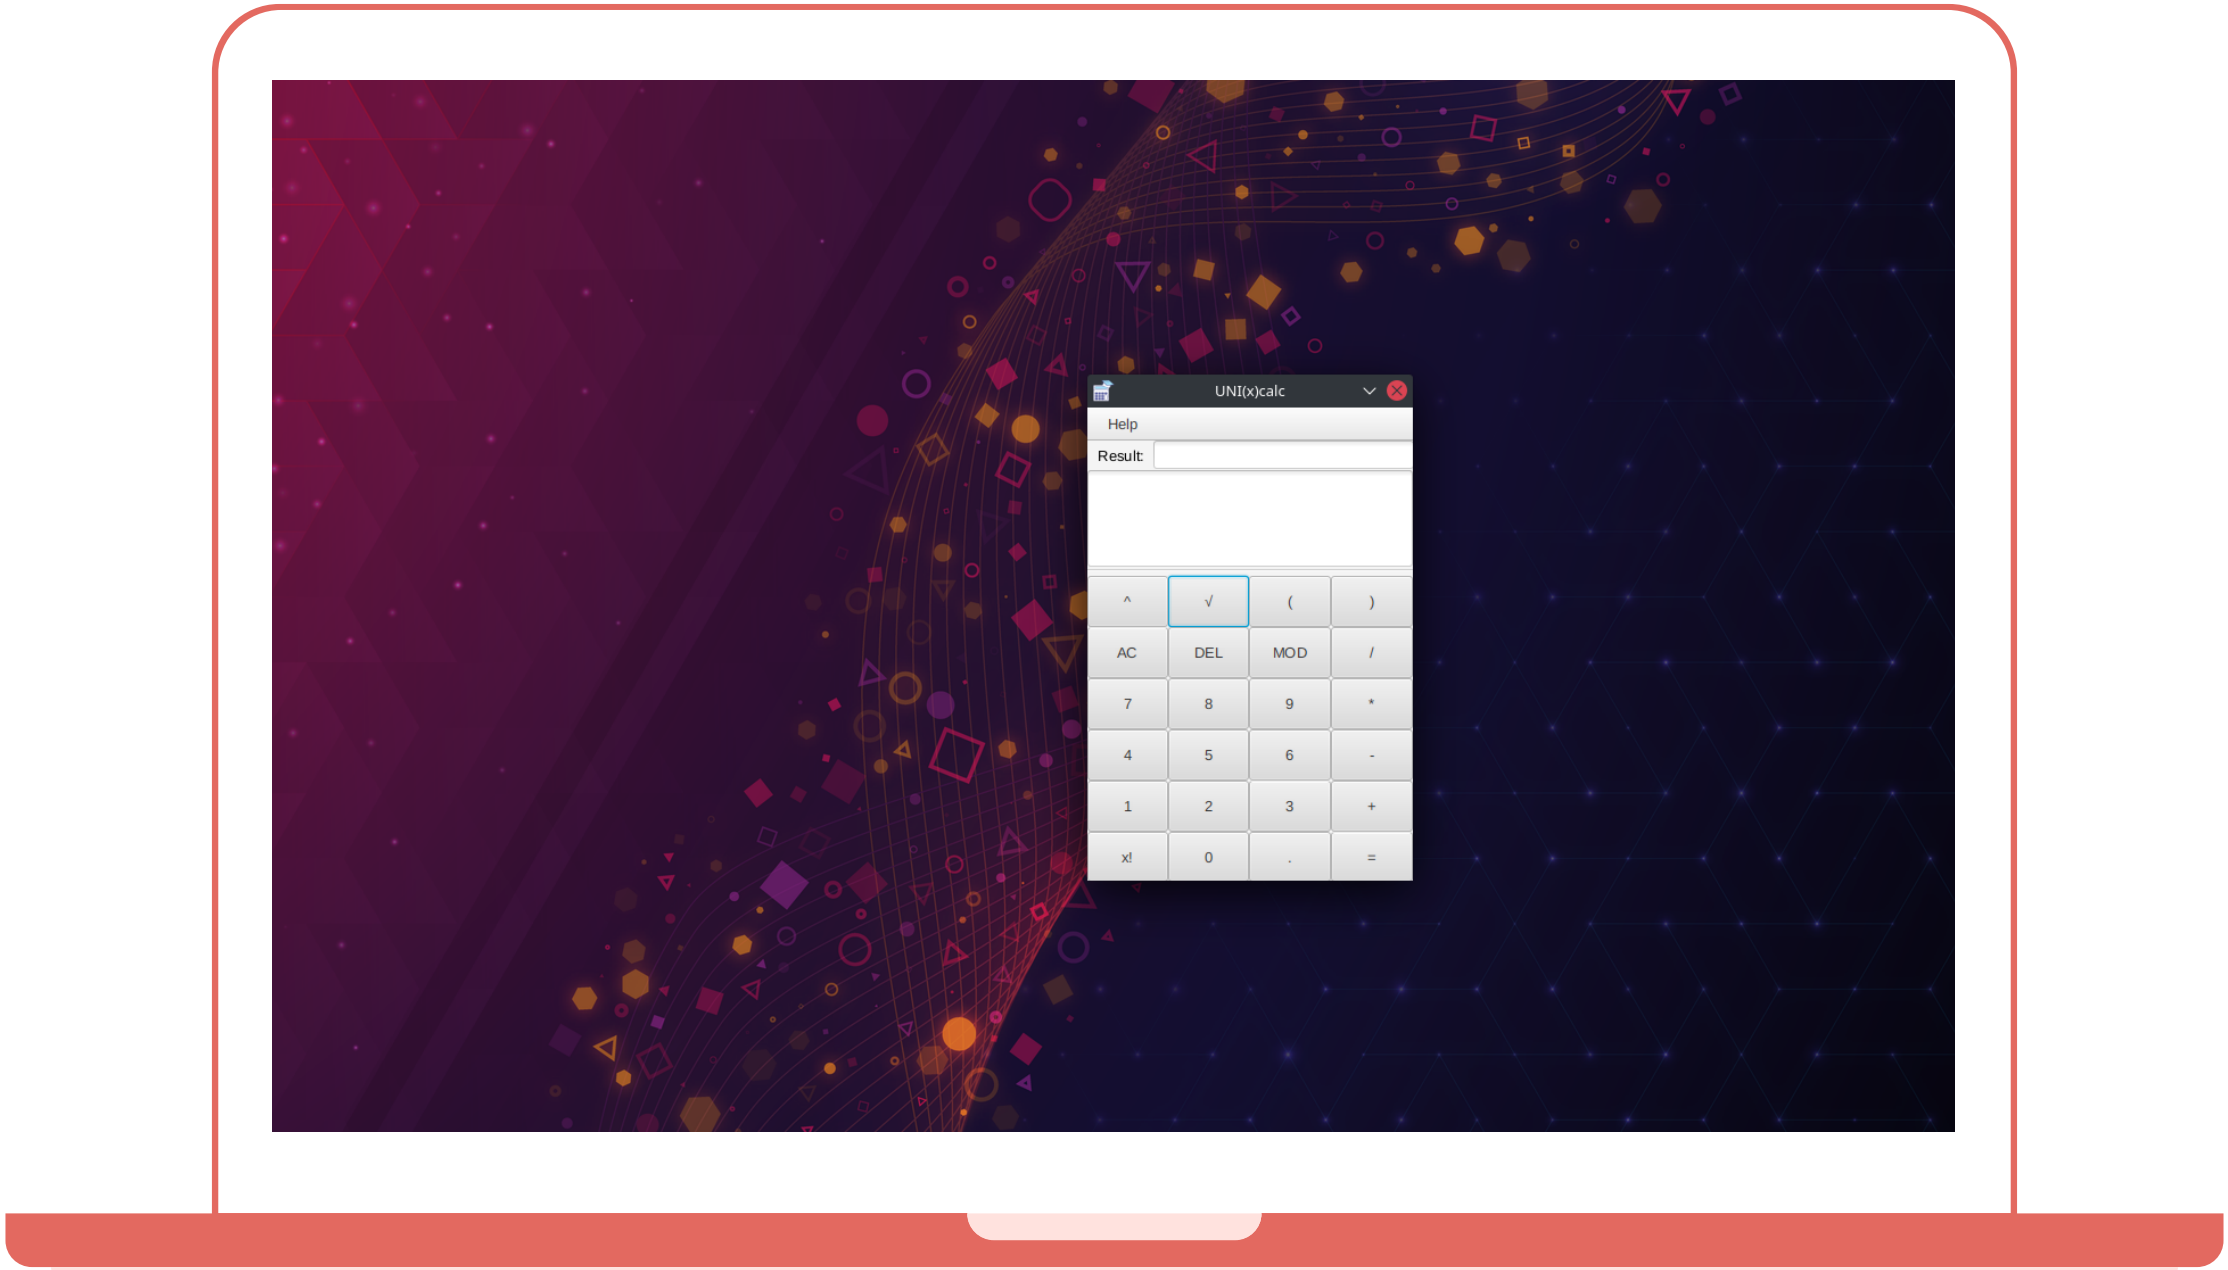 UNI(x)calc
Help
Result:
^ √ ( )
AC DEL MOD /
7 8 9 *
4 5 6 -
1 2 3 +
x! 0 . =